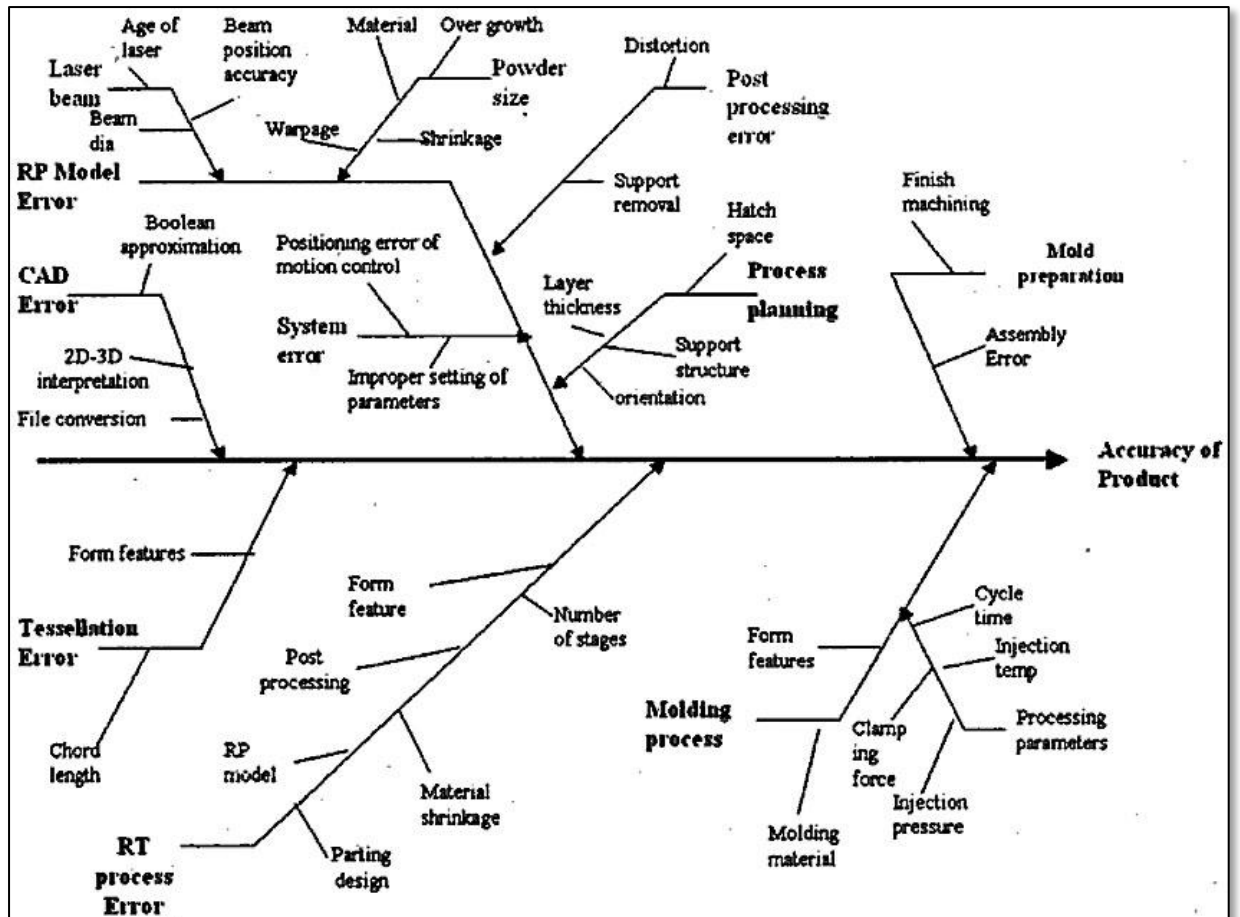 Age of
laser
Beam
position
accuracy
Laser
beam
Beam
dia
Material
Over growth
Powder
size
Warpage
Shrinkage
Distortion
Post
processing
error
Support
removal
RP Model
Error
Boolean
approximation
CAD
Error
2D-3D
interpretation
File conversion
Positioning error of
motion control
System
error
Improper setting of
parameters
Hatch
space
Process
planning
Layer
thickness
Support
structure
orientation
Finish
machining
Mold
preparation
Assembly
Error
Accuracy of
Product
Form features
Tessellation
Error
Chord
length
Form
feature
Number
of stages
Post
processing
RP
model
Material
shrinkage
Parting
design
RT
process
Error
Form
features
Molding
process
Molding
material
Cycle
time
Injection
temp
Clamp
ing
force
Processing
parameters
Injection
pressure